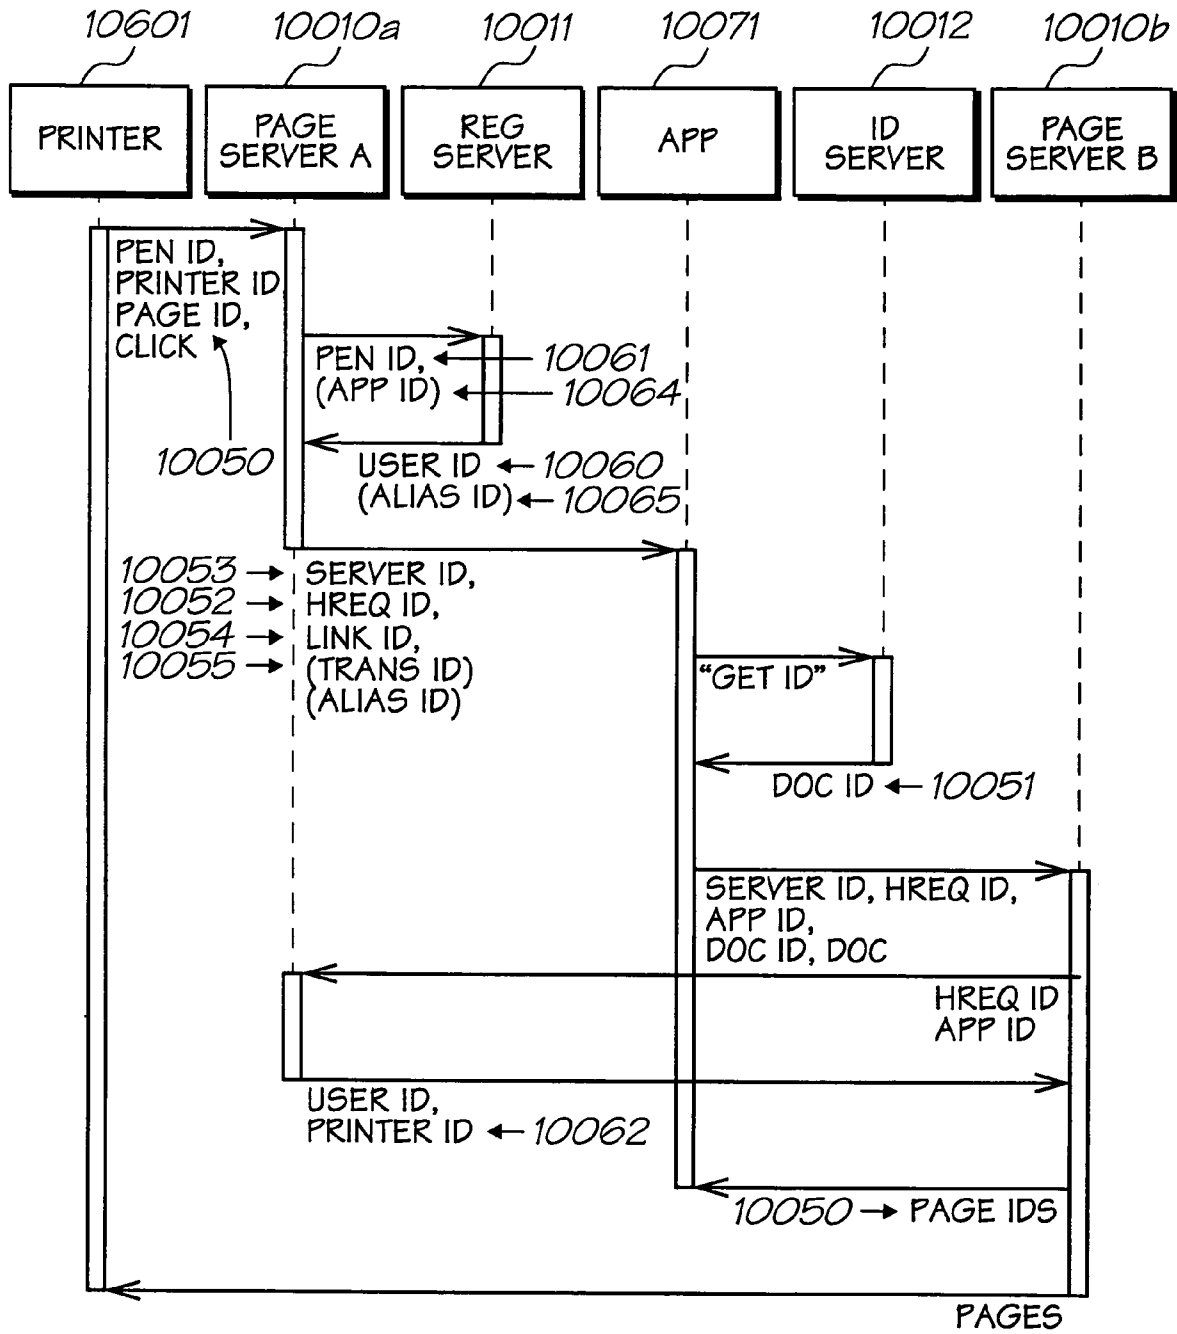 10601 10010a 10011 10071 10012 10010b
PRINTER
PAGE
SERVER A
REG
SERVER
APP
ID
SERVER
PAGE
SERVER B
PEN ID,
PRINTER ID
PAGE ID,
CLICK
10050
PEN ID, 10061
(APP ID) 10064
USER ID 10060
(ALIAS ID) 10065
10053 SERVER ID,
10052 HREQ ID,
10054 LINK ID,
10055 (TRANS ID)
(ALIAS ID)
"GET ID"
DOC ID 10051
SERVER ID, HREQ ID,
APP ID,
DOC ID, DOC
HREQ ID
APP ID
USER ID,
PRINTER ID 10062
10050 PAGE IDS
PAGES